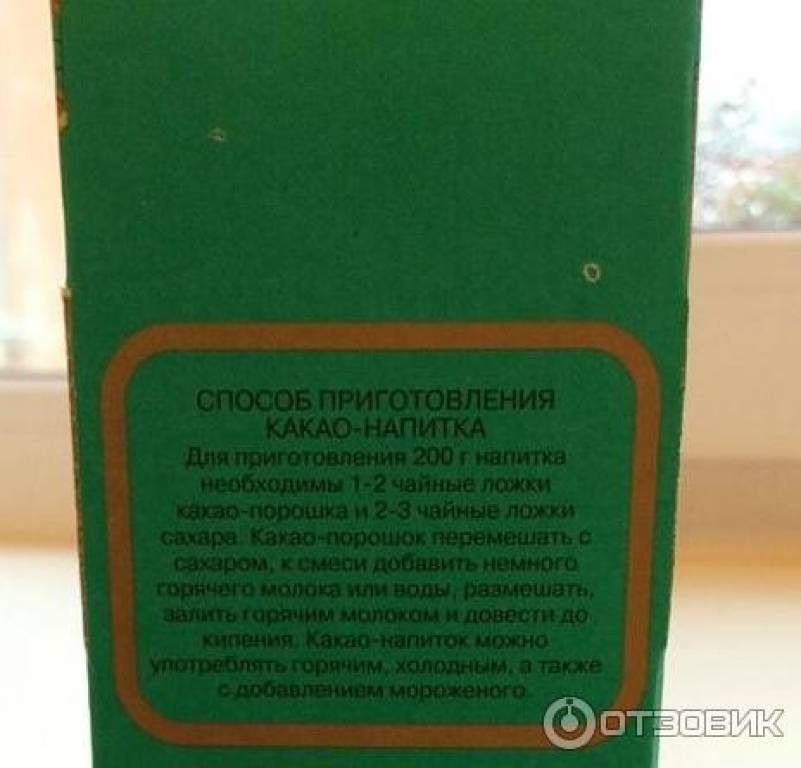 СПОСОБ ПРИГОТОВЛЕНИЯ
КАКАО-НАПИТКА
Для приготовления 200 г напитка
необходимы 1-2 чайные ложки
какао-порошка и 2-3 чайные ложки
сахара. Какао-порошок перемешать с
сахаром, к смеси добавить немного
горячего молока или воды, размешать,
залить горячим молоком и довести до
кипения. Какао-напиток можно
употреблять горячим, холодным, а также
с добавлением мороженого.
ОТЗОВИК